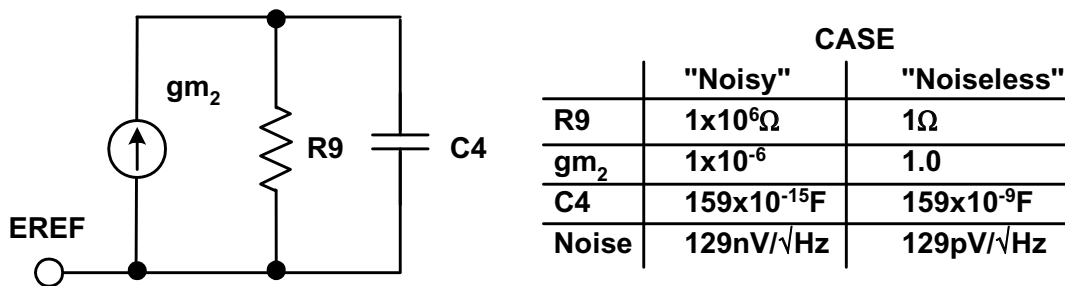 gm₂
R9
C4
EREF
CASE
"Noisy" "Noiseless"
R9 1x10⁶Ω 1Ω
gm₂ 1x10⁻⁶ 1.0
C4 159x10⁻¹⁵F 159x10⁻⁹F
Noise 129nV/√Hz 129pV/√Hz